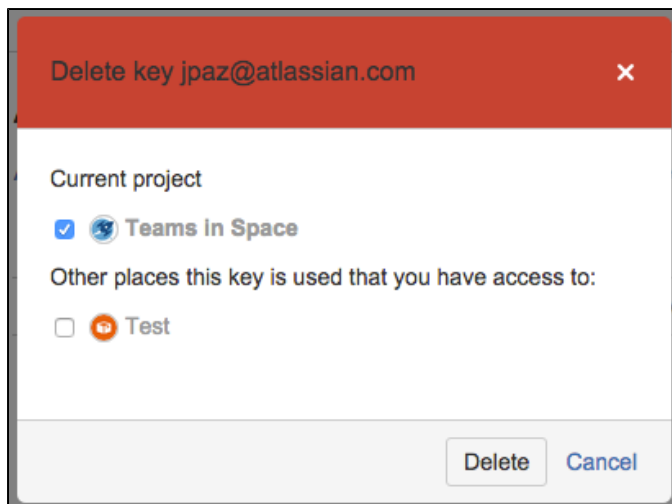 Delete key jpaz@atlassian.com
Current project
Teams in Space
Other places this key is used that you have access to:
Test
Delete Cancel